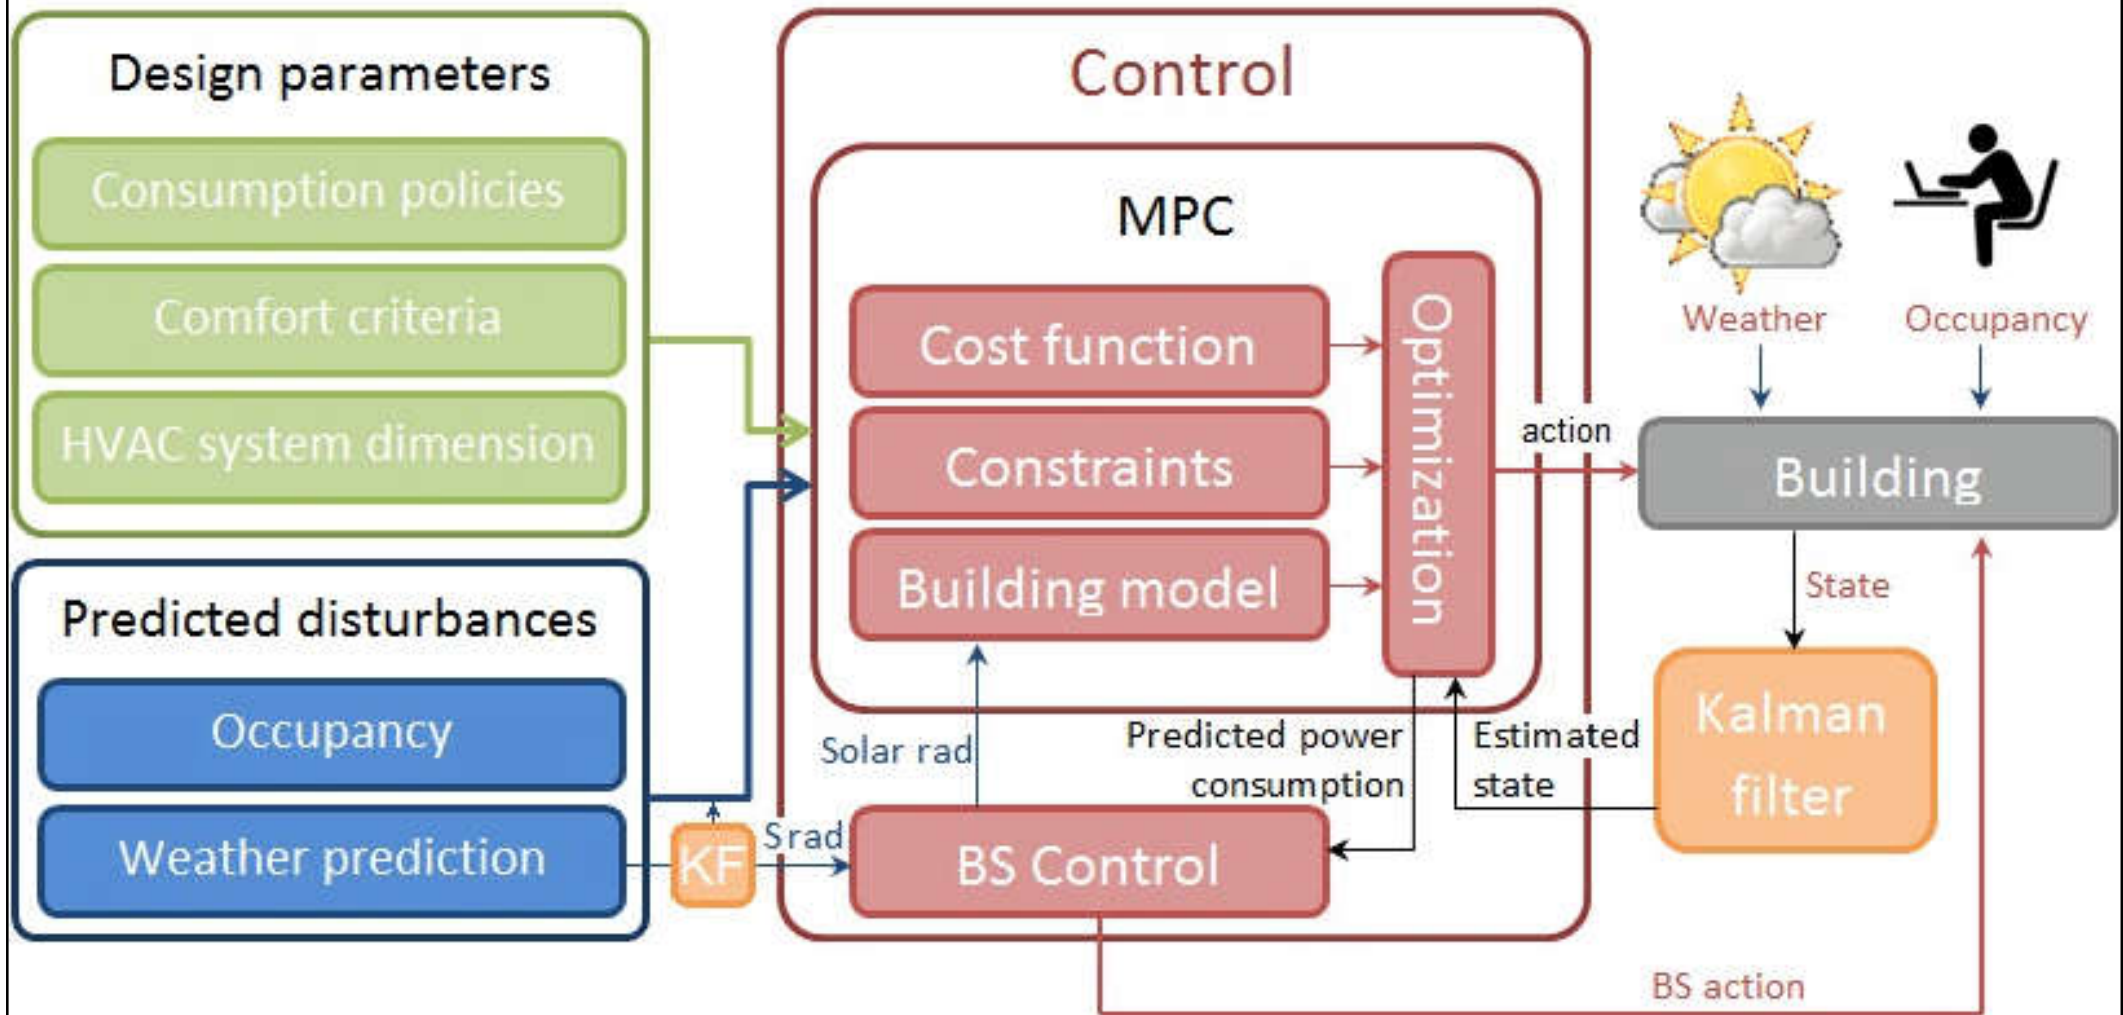 Design parameters
Consumption policies
Comfort criteria
HVAC system dimension
Predicted disturbances
Occupancy
Weather prediction
KF
S rad
Control
MPC
Cost function
Constraints
Building model
Optimization
Solar rad
Predicted power
consumption
Estimated
state
BS Control
action
Weather
Occupancy
Building
State
Kalman
filter
BS action